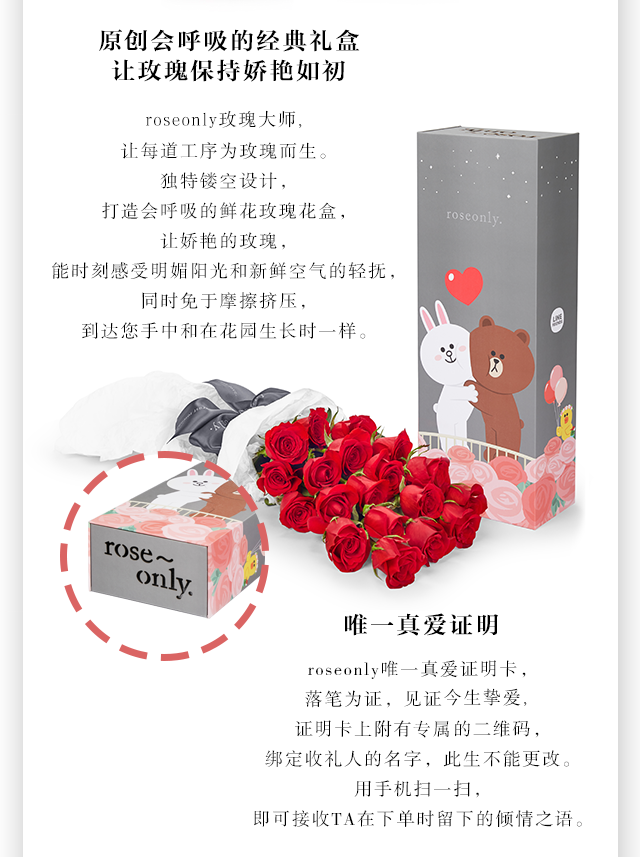 原创会呼吸的经典礼盒
让玫瑰保持娇艳如初
roseonly玫瑰大师,
让每道工序为玫瑰而生。
独特镂空设计，
打造会呼吸的鲜花玫瑰花盒，
让娇艳的玫瑰，
能时刻感受明媚阳光和新鲜空气的轻抚，
同时免于摩擦挤压，
到达您手中和在花园生长时一样。
roseonly.
LINE
rose~
only.
唯一真爱证明
roseonly唯一真爱证明卡，
落笔为证，见证今生挚爱,
证明卡上附有专属的二维码，
绑定收礼人的名字，此生不能更改。
用手机扫一扫，
即可接收TA在下单时留下的倾情之语。